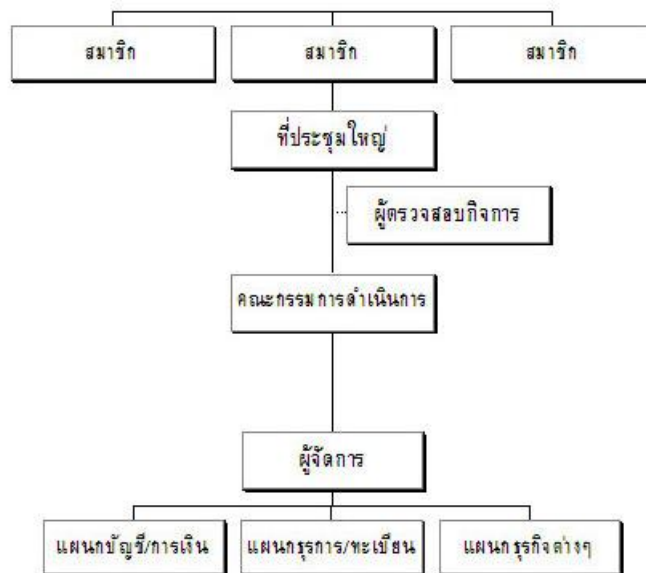 สมาชิก สมาชิก สมาชิก
ที่ประชุมใหญ่
ผู้ตรวจสอบกิจการ
คณะกรรมการดำเนินการ
ผู้จัดการ
แผนกบัญชี/การเงิน แผนกธุรการ/ทะเบียน แผนกธุรกิจต่างๆ